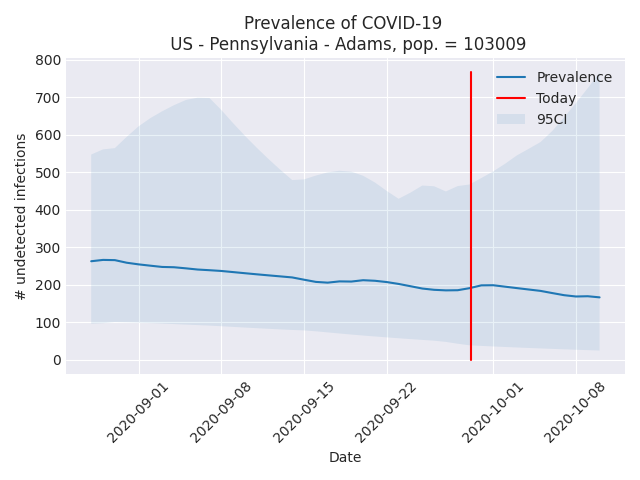 Prevalence of COVID-19
US - Pennsylvania - Adams, pop. = 103009
Prevalence
Today
95CI
# undetected infections
800
700
600
500
400
300
200
100
0
2020-09-01
2020-09-08
2020-09-15
2020-09-22
2020-10-01
2020-10-08
Date